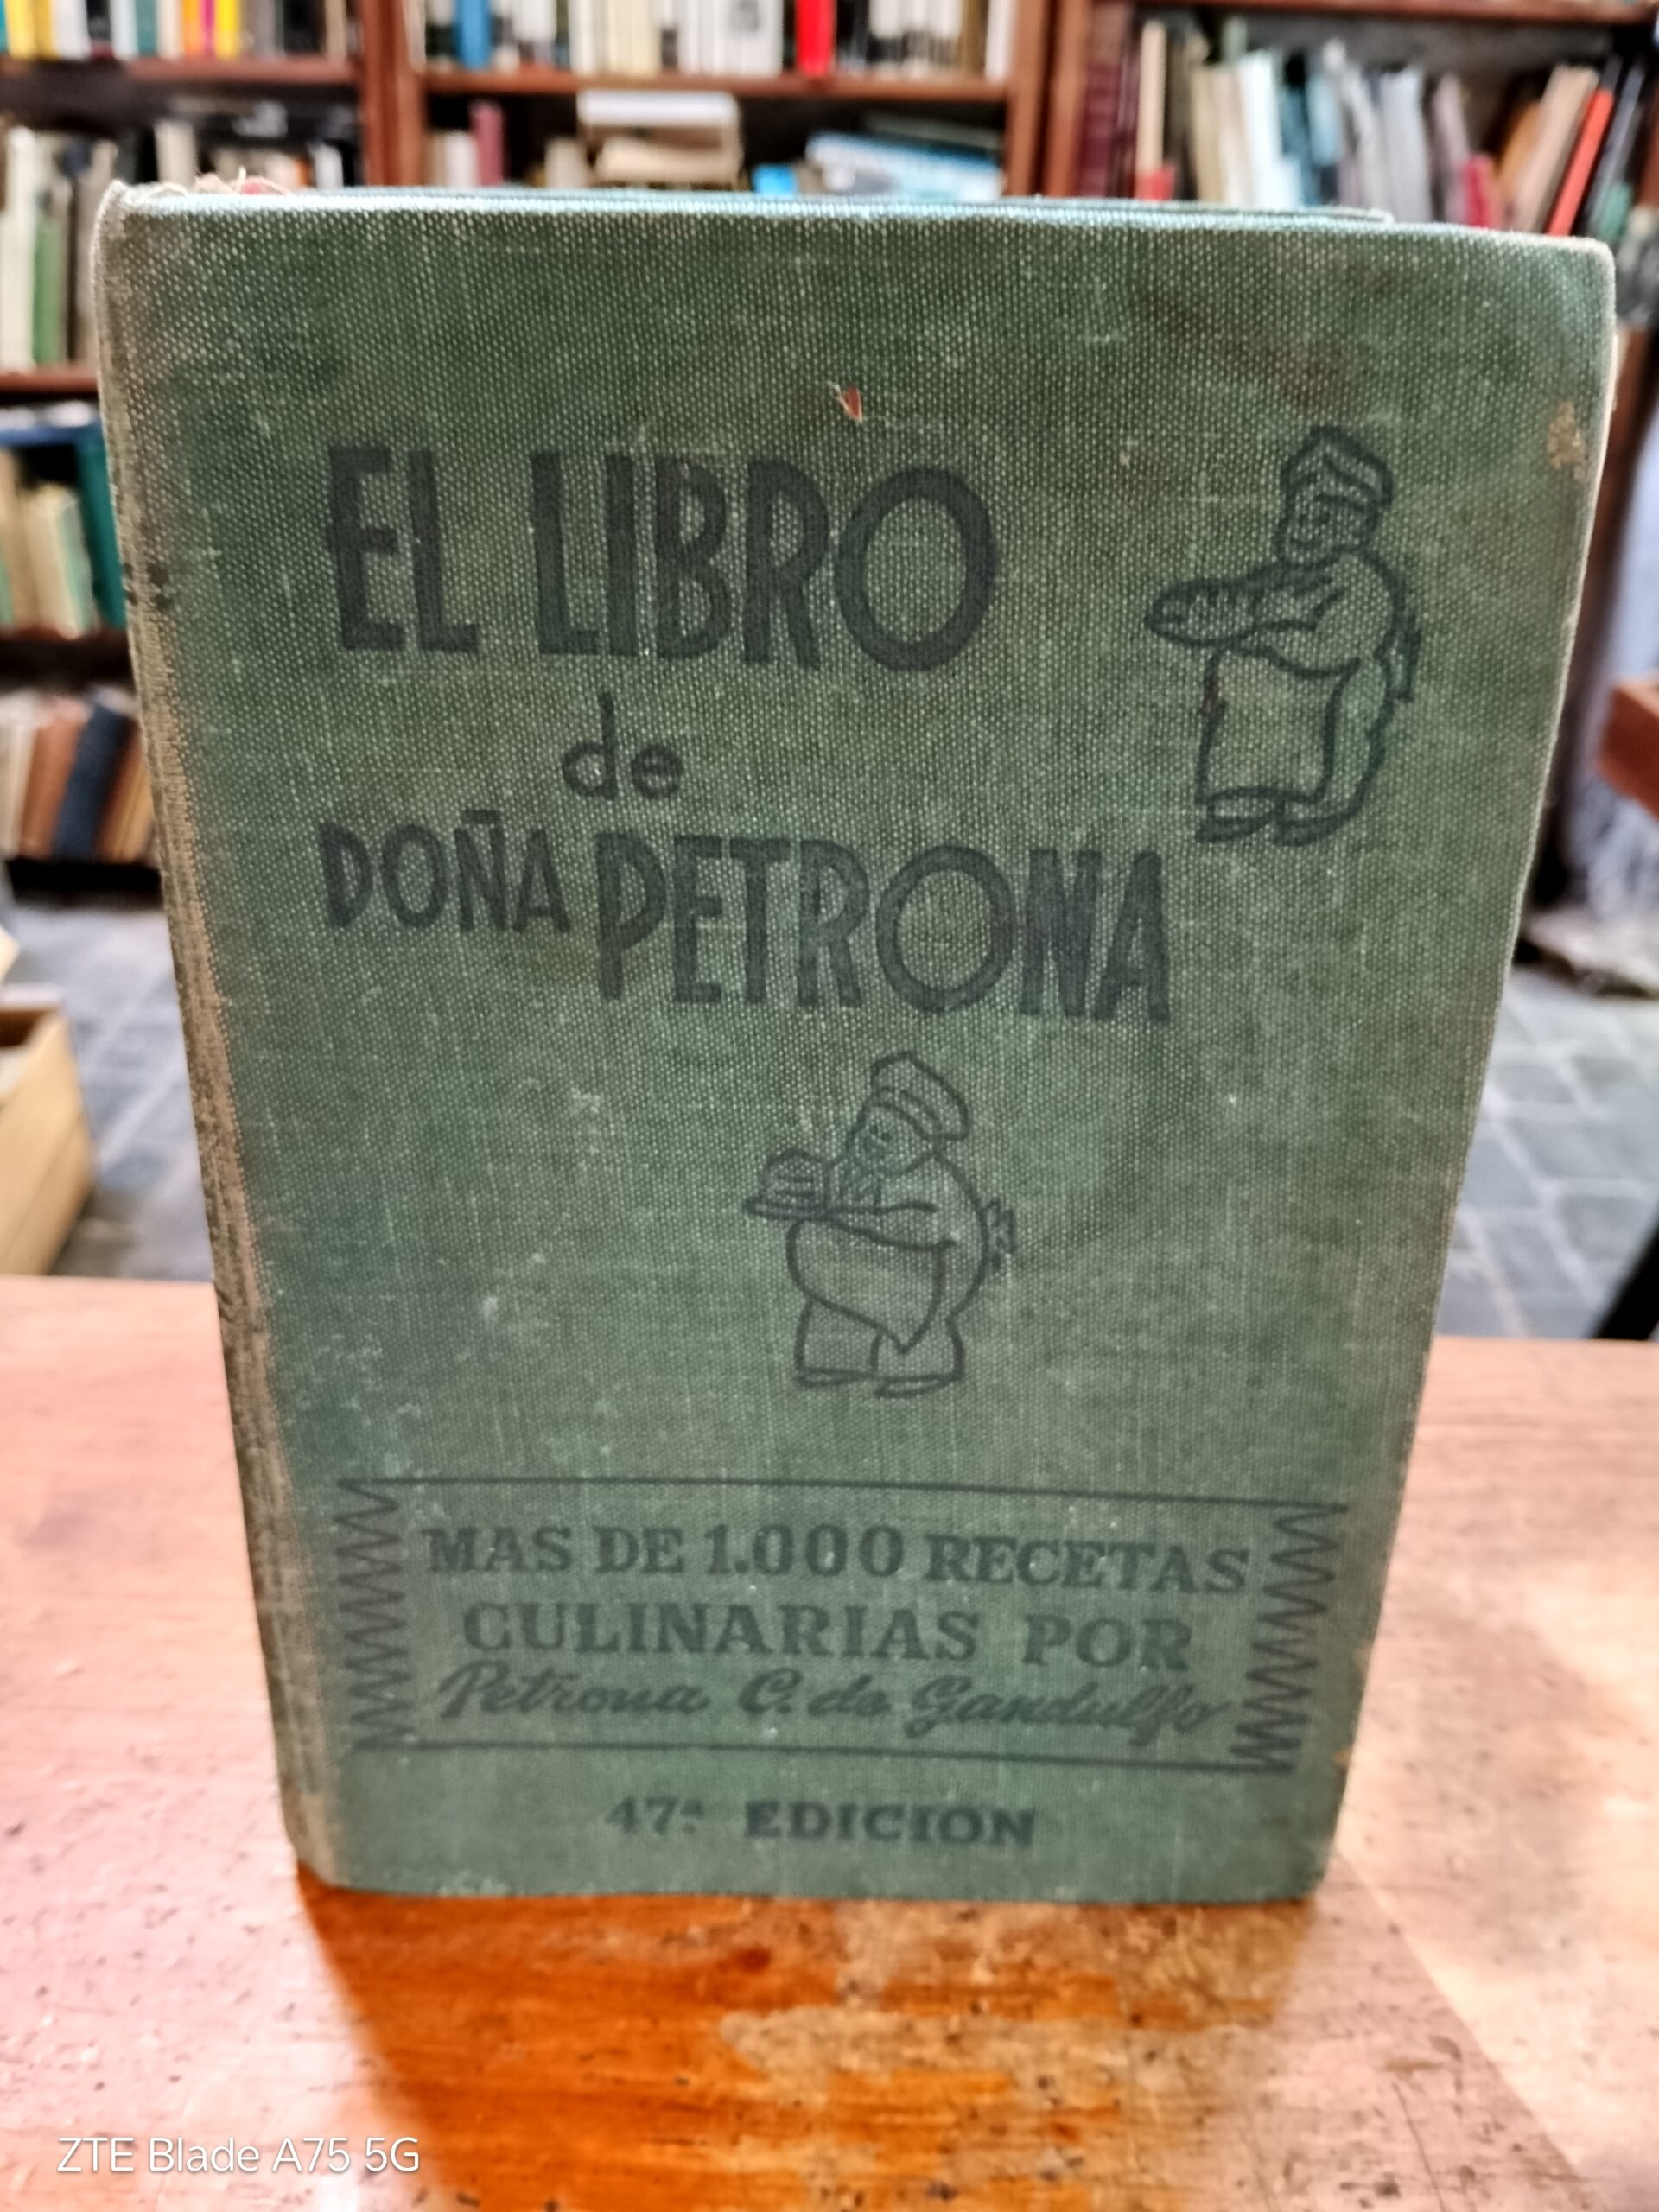 EL LIBRO
de
DOÑA PETRONA
MAS DE 1.000 RECETAS
CULINARIAS POR
Petrona C. de Gandulfo
47ª EDICION
ZTE Blade A75 5G